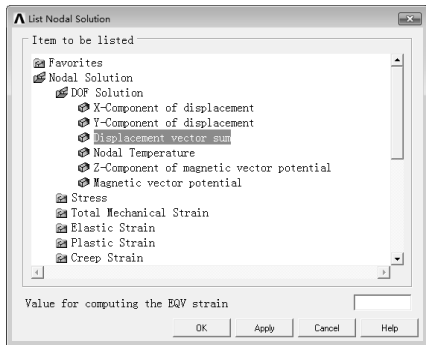 List Nodal Solution
Item to be listed
Favorites
Nodal Solution
DOF Solution
X-Component of displacement
Y-Component of displacement
Displacement vector sum
Nodal Temperature
Z-Component of magnetic vector potential
Magnetic vector potential
Stress
Total Mechanical Strain
Elastic Strain
Plastic Strain
Creep Strain
Value for computing the EQV strain
OK Apply Cancel Help